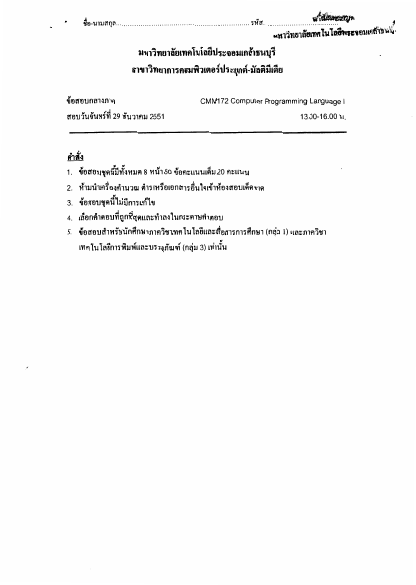 ชื่อ-นามสกุล.......................................................รหัส.
มหาวิทยาลัยเทคโนโลยีพระจอมเกล้าธนบุรี
มหาวิทยาลัยเทคโนโลยีพระจอมเกล้าธนบุรี
สาขาวิทยาการคอมพิวเตอร์ประยุกต์-มัลติมีเดีย
ข้อสอบกลางภาค CMM172 Computer Programming Language I
สอบวันจันทร์ที่ 29 ธันวาคม 2551 13.00-16.00 น.
คำสั่ง
1. ข้อสอบชุดนี้มีทั้งหมด 8 หน้า 50 ข้อ คะแนนเต็ม 20 คะแนน
2. ห้ามนำเครื่องคำนวณ ตำราหรือเอกสารอื่นใดเข้าห้องสอบเด็ดขาด
3. ข้อสอบชุดนี้ไม่มีการแก้ไข
4. เลือกคำตอบที่ถูกที่สุดและทำลงในกระดาษคำตอบ
5. ข้อสอบสำหรับนักศึกษาภาควิชาเทคโนโลยีและสื่อสารการศึกษา (กลุ่ม 1) และภาควิชา
เทคโนโลยีการพิมพ์และบรรจุภัณฑ์ (กลุ่ม 3) เท่านั้น